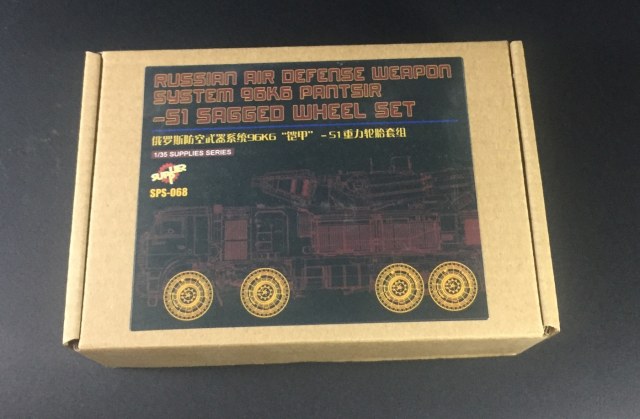 RUSSIAN AIR DEFENSE WEAPON
SYSTEM 96K6 PANTSIR
-S1 SAGGED WHEEL SET
俄罗斯防空武器系统96K6“铠甲”-S1重力轮胎套组
1/35 SUPPLIES SERIES
SUPPLIES
SPS-068